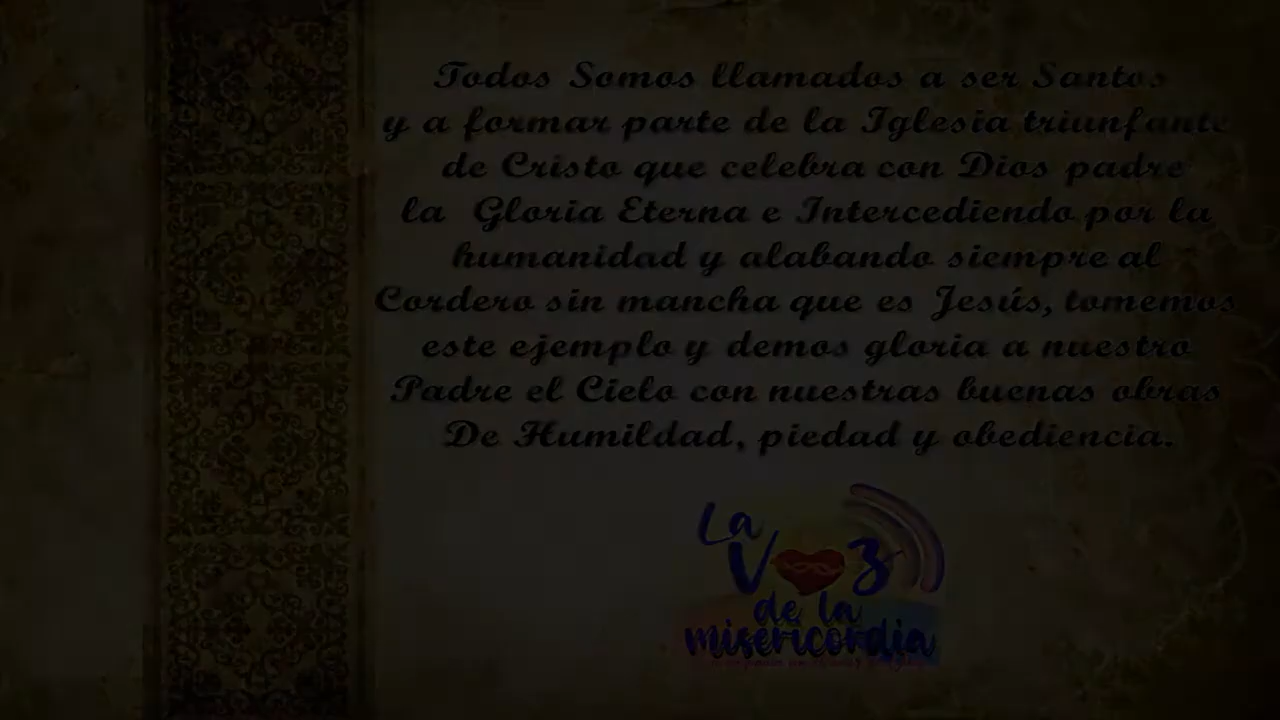 Todos Somos llamados a ser Santos
y a formar parte de la Iglesia triunfante
de Cristo que celebra con Dios padre
la Gloria Eterna e Intercediendo por la
humanidad y alabando siempre al
Cordero sin mancha que es Jesús, tomemos
este ejemplo y demos gloria a nuestro
Padre el Cielo con nuestras buenas obras
De Humildad, piedad y obediencia.
La
Voz
de la
misericordia